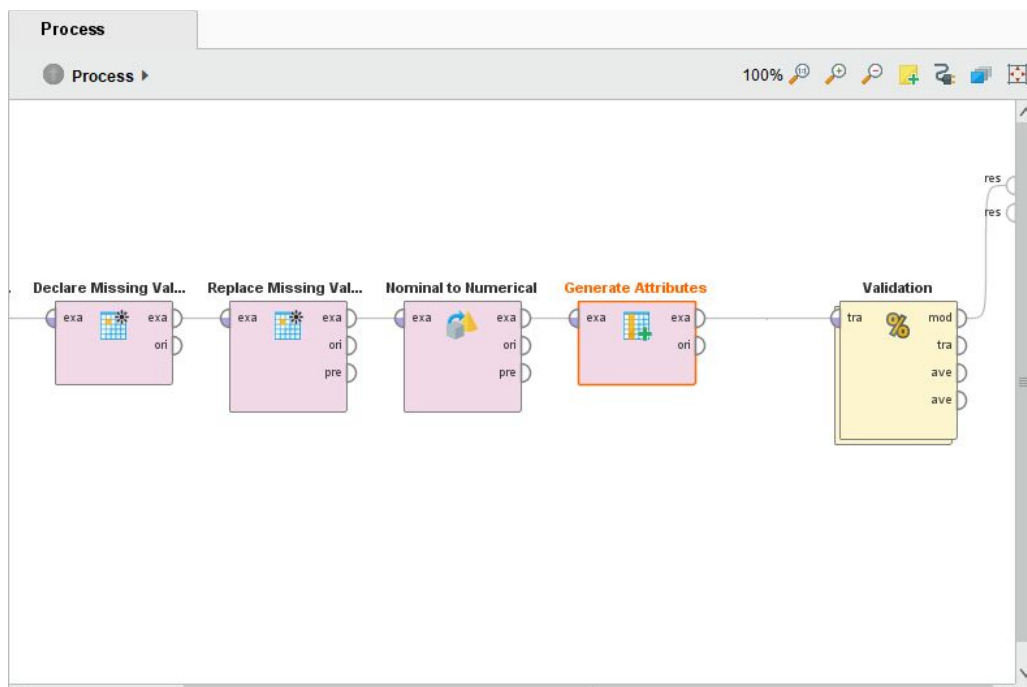 Process
Process
100%
res
res
Declare Missing Val... Replace Missing Val... Nominal to Numerical Generate Attributes Validation
exa exa exa exa exa exa exa exa tra mod
ori ori ori ori tra
pre pre ave
ave